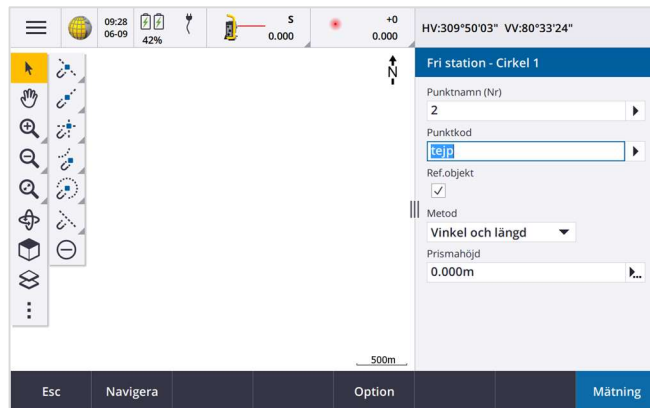 09:28
06-09
42%
S
0.000
+0
0.000
HV:309°50'03" VV:80°33'24"
N
Fri station - Cirkel 1
Punktnamn (Nr)
2
Punktkod
tejp
Ref.objekt
Metod
Vinkel och längd
Prismahöjd
0.000m
500m
Esc Navigera Option Mätning